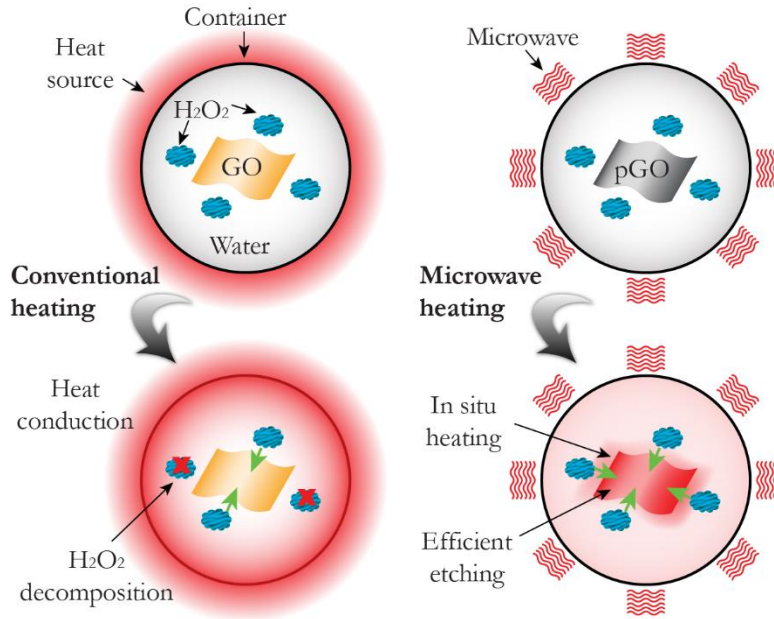 Container
Heat
source
H2O2
GO
Water
Microwave
pGO
Conventional
heating
Microwave
heating
Heat
conduction
H2O2
decomposition
In situ
heating
Efficient
etching